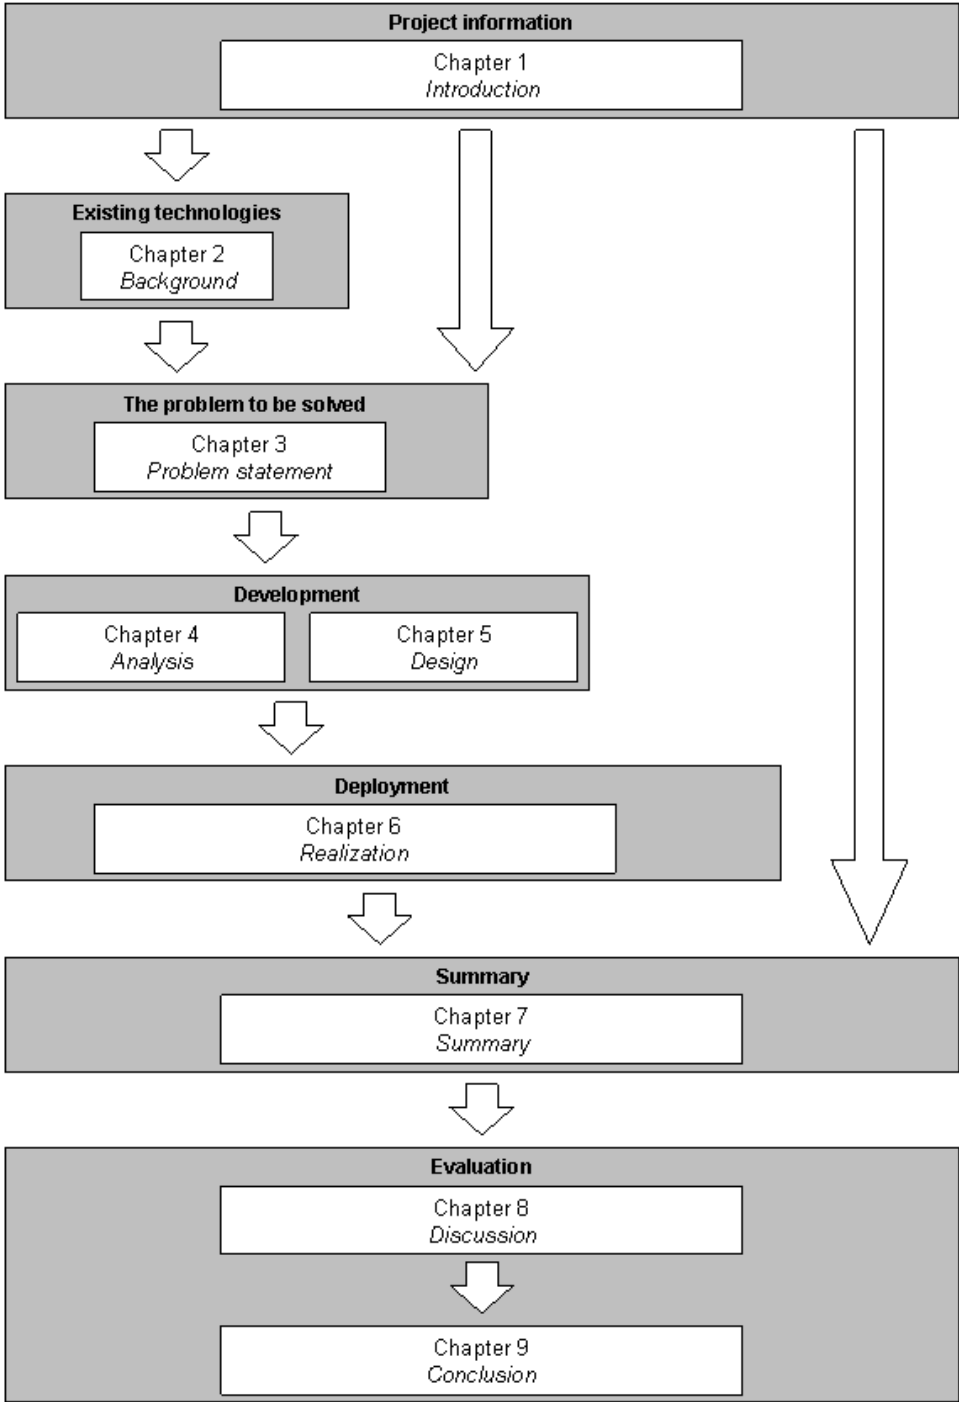 Project information
Chapter 1
Introduction
Existing technologies
Chapter 2
Background
The problem to be solved
Chapter 3
Problem statement
Development
Chapter 4
Analysis
Chapter 5
Design
Deployment
Chapter 6
Realization
Summary
Chapter 7
Summary
Evaluation
Chapter 8
Discussion
Chapter 9
Conclusion